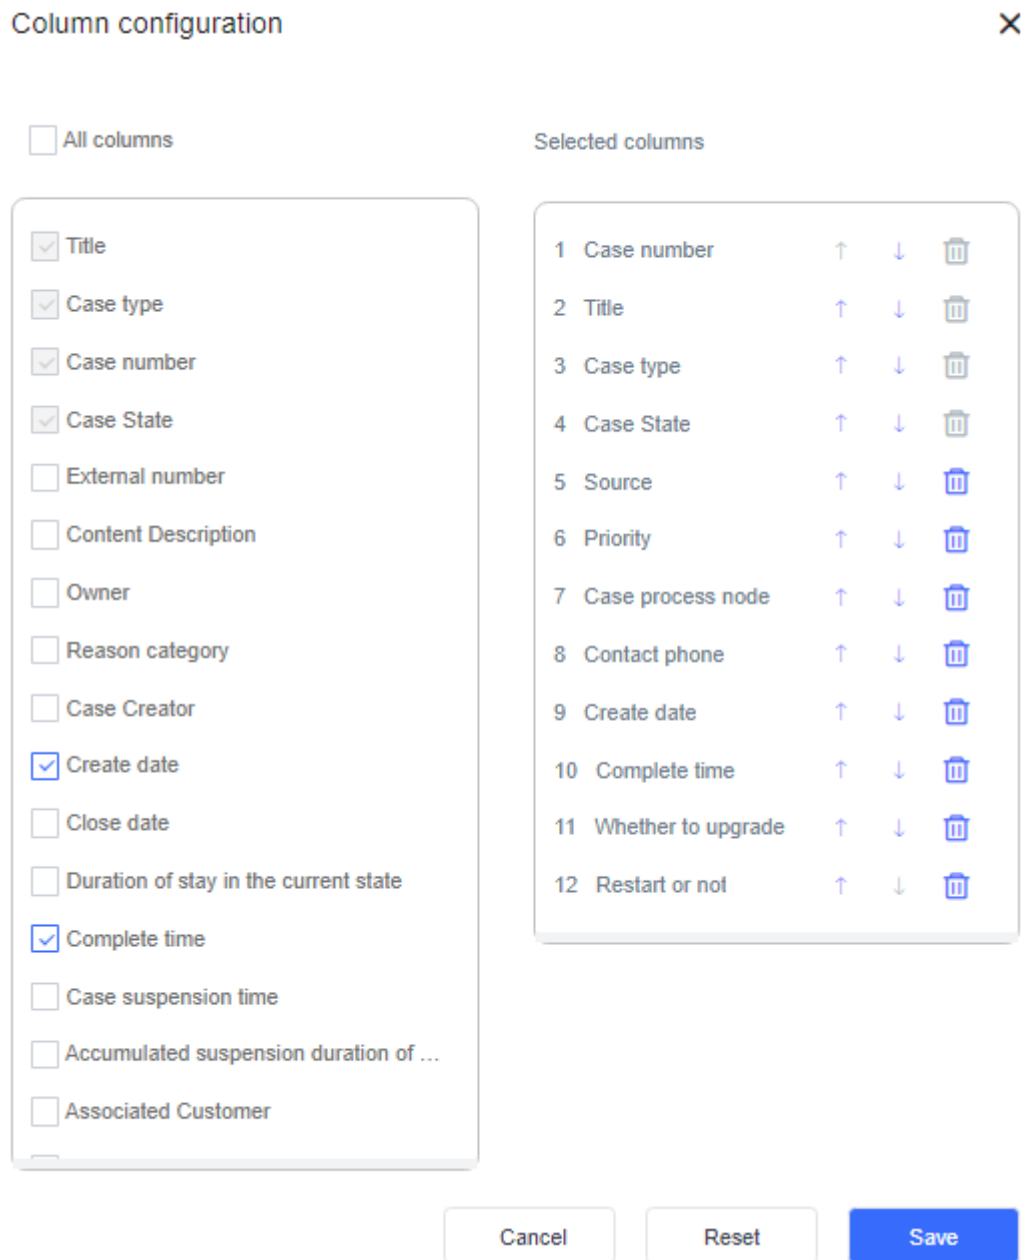 Column configuration
All columns
Title
Case type
Case number
Case State
External number
Content Description
Owner
Reason category
Case Creator
Create date
Close date
Duration of stay in the current state
Complete time
Case suspension time
Accumulated suspension duration of ...
Associated Customer
Selected columns
1 Case number
2 Title
3 Case type
4 Case State
5 Source
6 Priority
7 Case process node
8 Contact phone
9 Create date
10 Complete time
11 Whether to upgrade
12 Restart or not
Cancel
Reset
Save